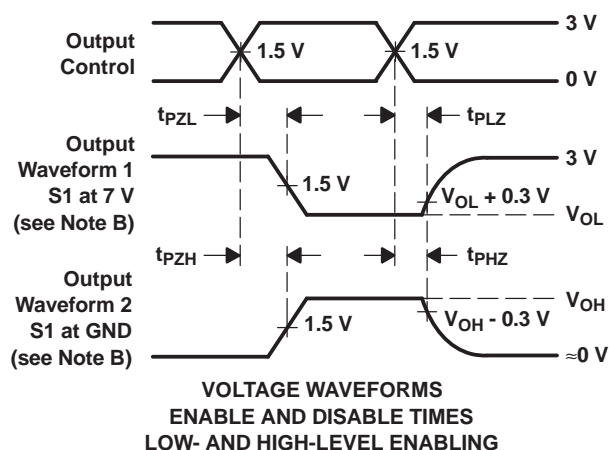 3 V
Output
Control
1.5 V
1.5 V
0 V
tPZL
tPLZ
Output
Waveform 1
S1 at 7 V
(see Note B)
3 V
1.5 V
VOL + 0.3 V
VOL
tPZH
tPHZ
Output
Waveform 2
S1 at GND
(see Note B)
VOH
1.5 V
VOH - 0.3 V
≈0 V
VOLTAGE WAVEFORMS
ENABLE AND DISABLE TIMES
LOW- AND HIGH-LEVEL ENABLING